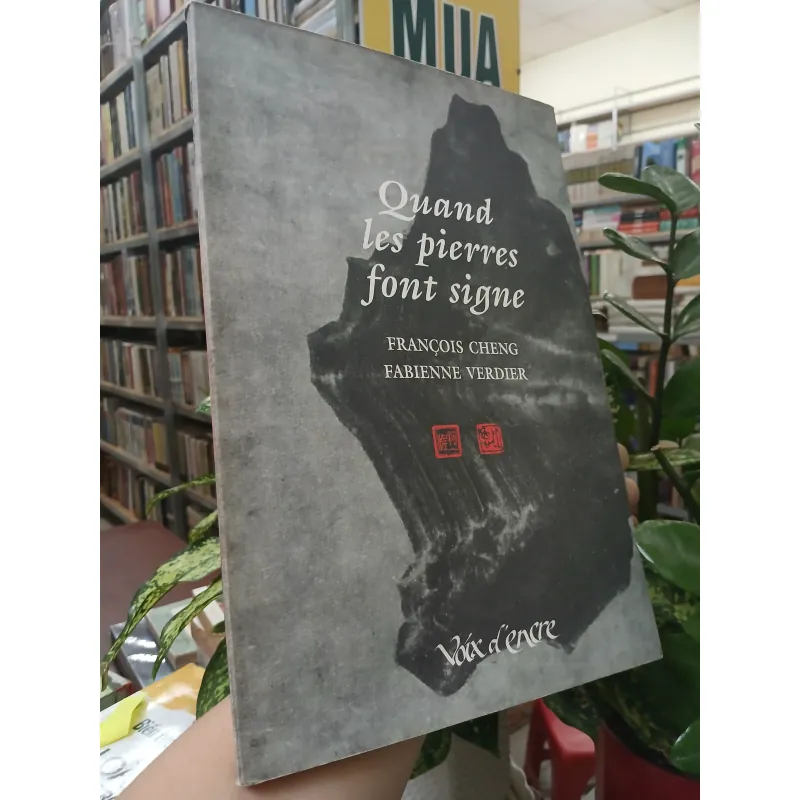 MUA
Quand
les pierres
font signe
FRANÇOIS CHENG
FABIENNE VERDIER
Voix d'encre